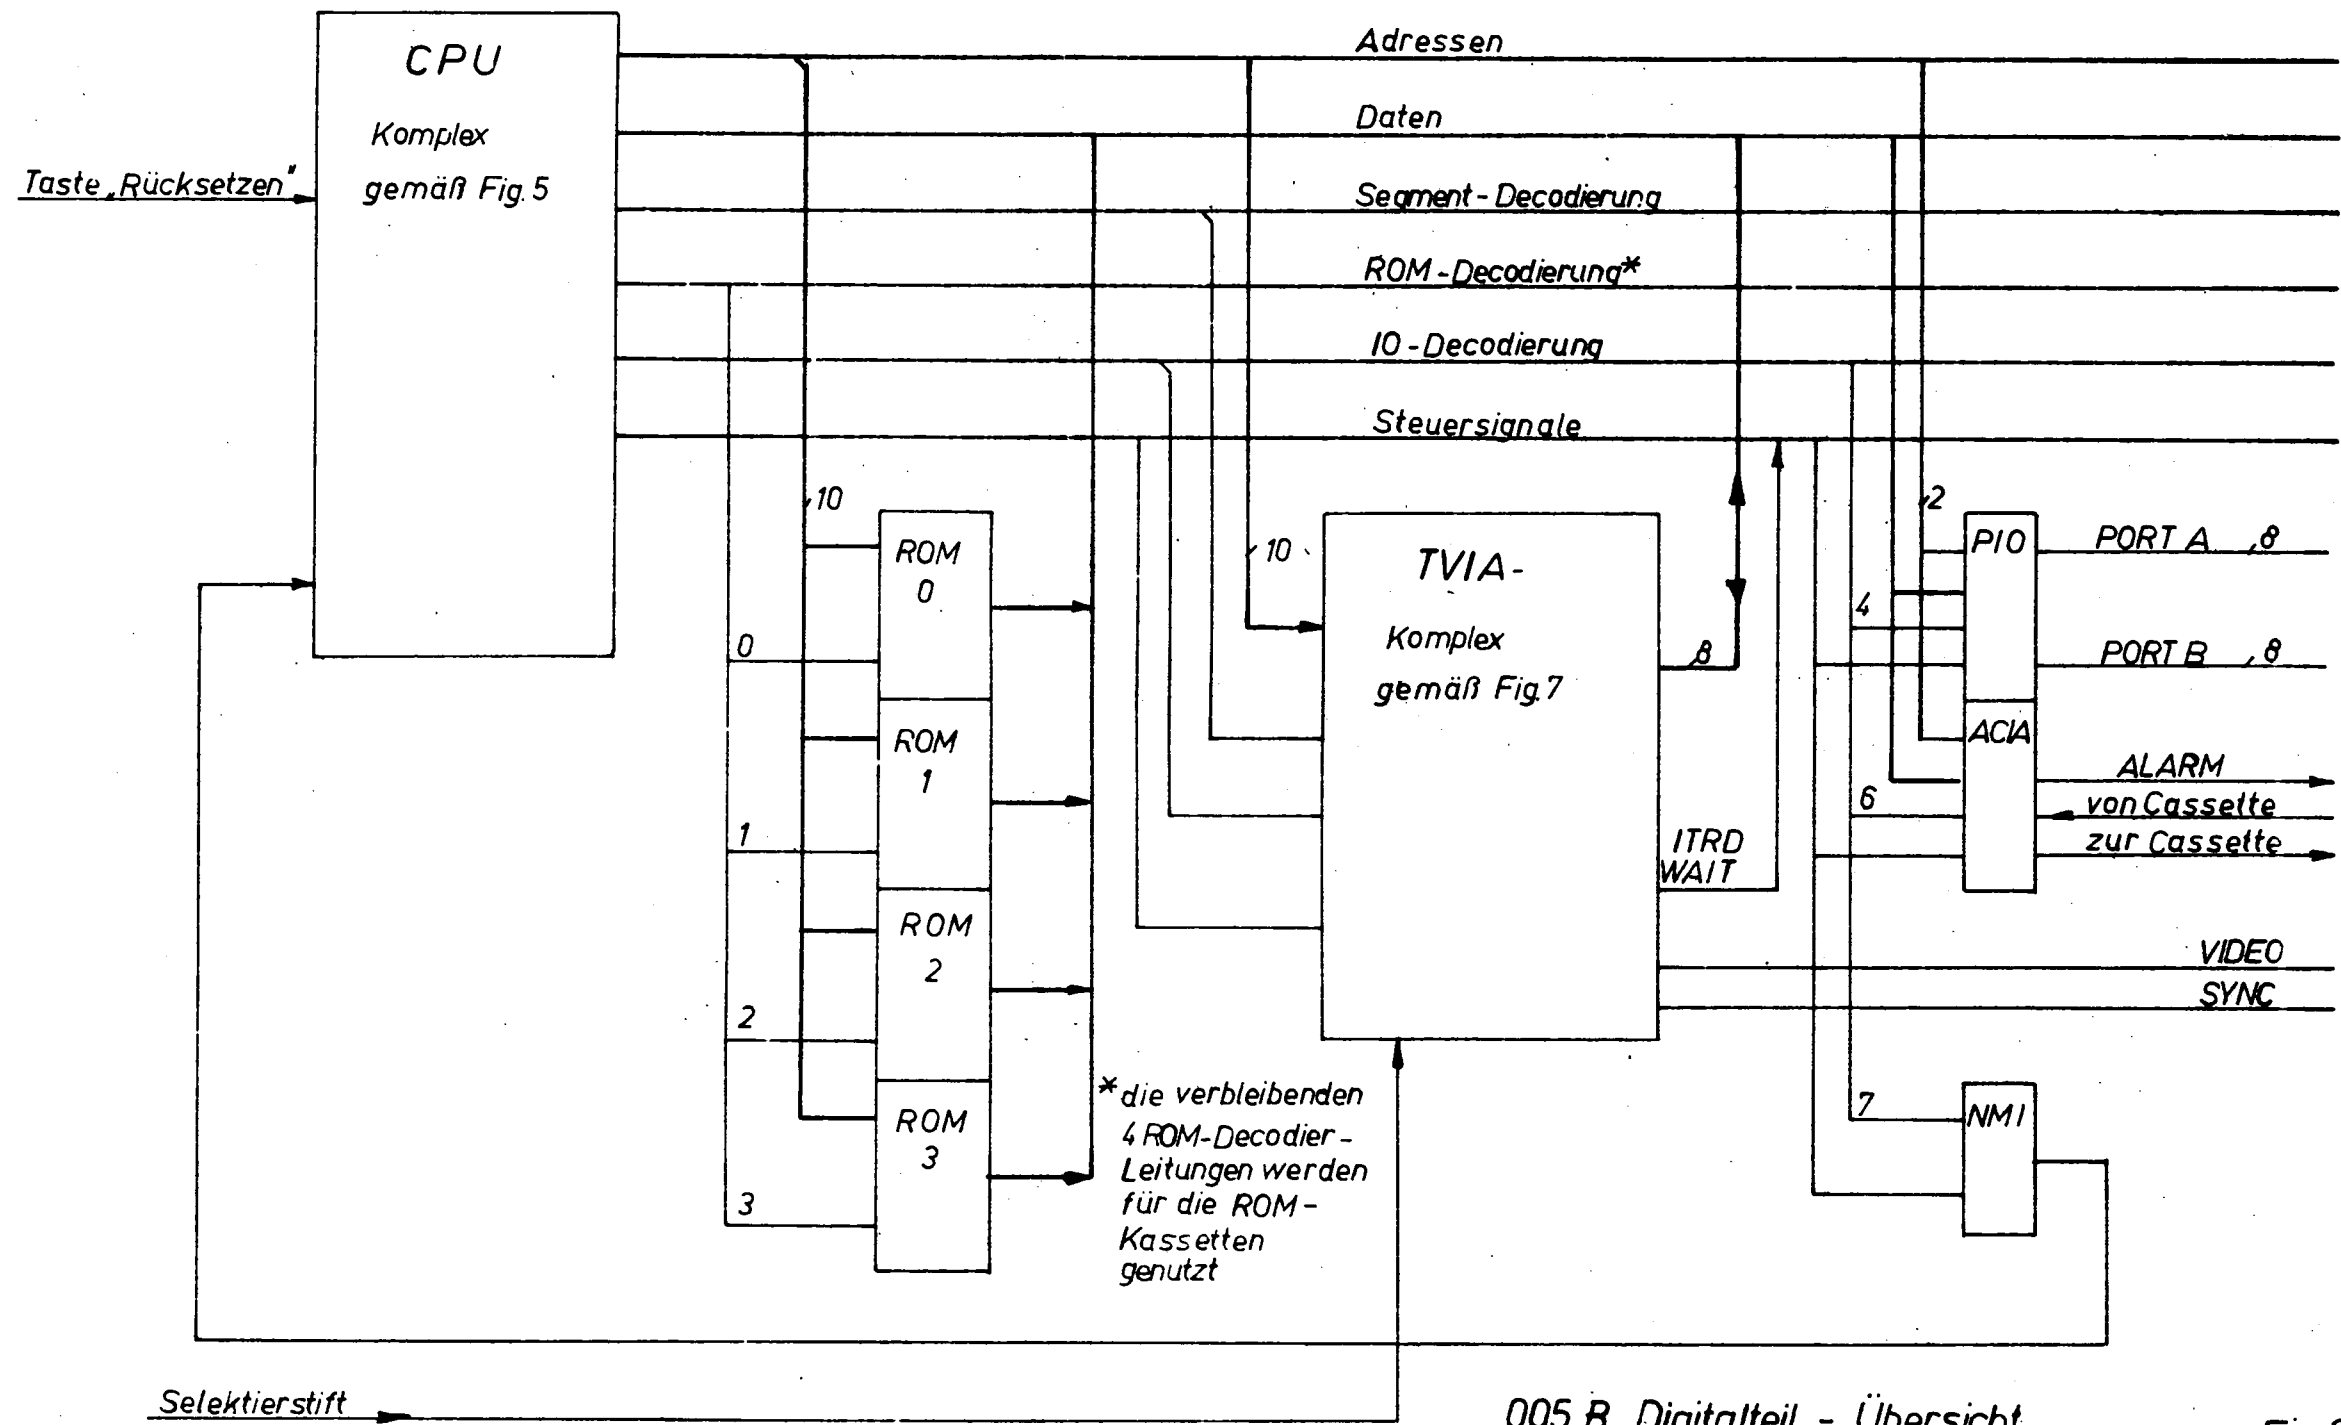 CPU
Komplex
gemäß Fig. 5
Taste „Rücksetzen"
Adressen
Daten
Segment-Decodierung
ROM-Decodierung*
IO-Decodierung
Steuersignale
10
ROM
0
0
ROM
1
1
ROM
2
2
ROM
3
3
10
TVIA-
Komplex
gemäß Fig. 7
8
ITRD
WAIT
2
PIO
4
PORT A 8
PORT B 8
ACIA
6
ALARM
von Cassette
zur Cassette
VIDEO
SYNC
7
NMI
* die verbleibenden
4 ROM-Decodier-
Leitungen werden
für die ROM-
Kassetten
genutzt
Selektierstift
005 B Digitalteil - Übersicht